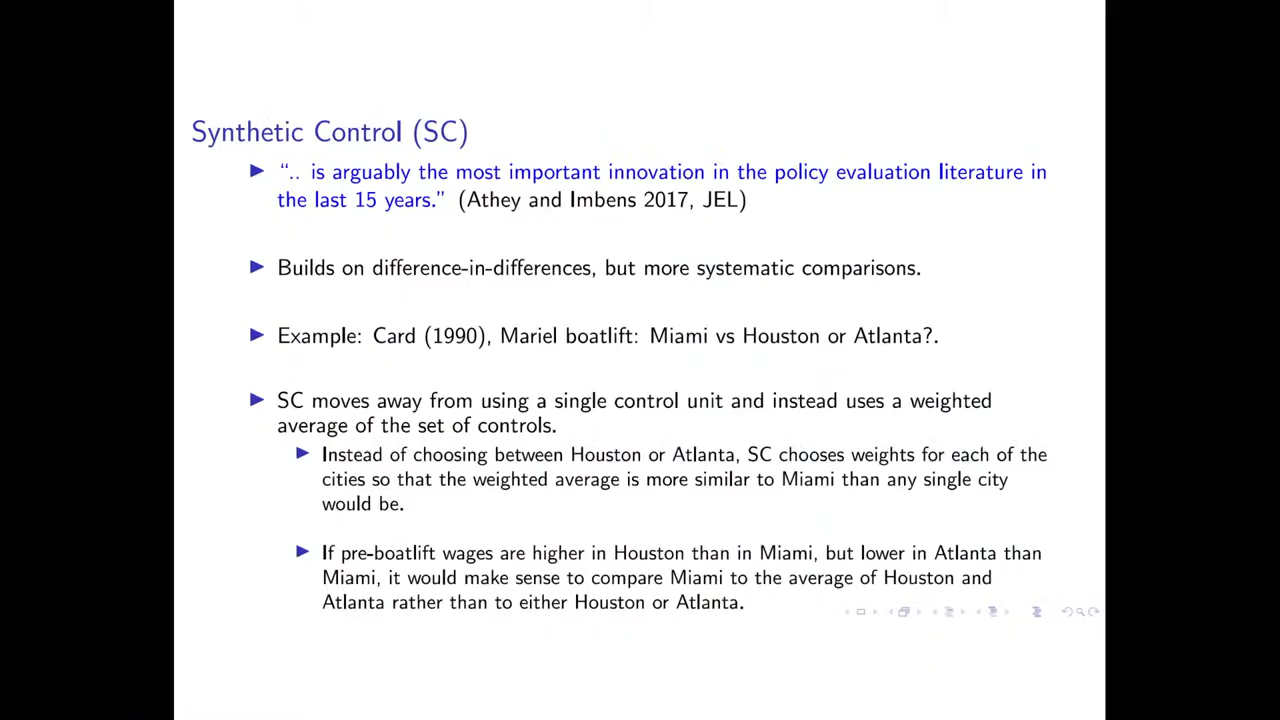 Synthetic Control (SC)
“.. is arguably the most important innovation in the policy evaluation literature in
the last 15 years.” (Athey and Imbens 2017, JEL)
Builds on difference-in-differences, but more systematic comparisons.
Example: Card (1990), Mariel boatlift: Miami vs Houston or Atlanta?.
SC moves away from using a single control unit and instead uses a weighted
average of the set of controls.
Instead of choosing between Houston or Atlanta, SC chooses weights for each of the
cities so that the weighted average is more similar to Miami than any single city
would be.
If pre-boatlift wages are higher in Houston than in Miami, but lower in Atlanta than
Miami, it would make sense to compare Miami to the average of Houston and
Atlanta rather than to either Houston or Atlanta.